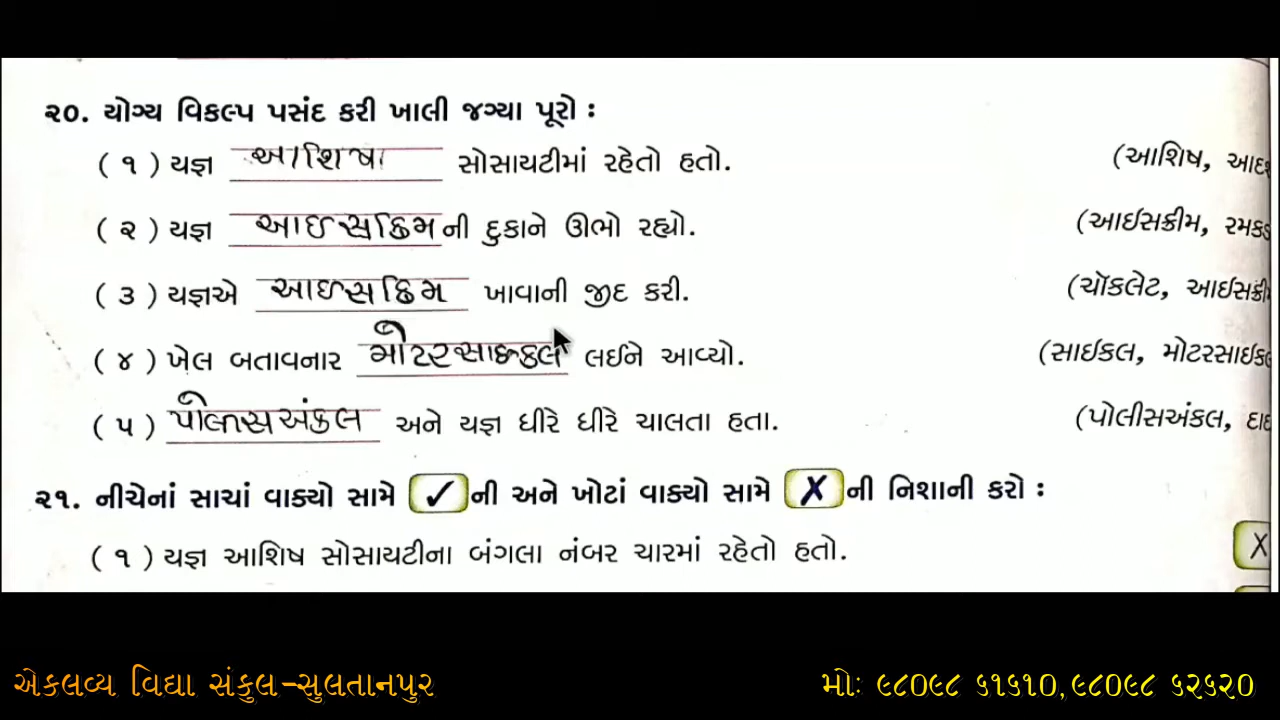 ૨૦. યોગ્ય વિકલ્પ પસંદ કરી ખાલી જગ્યા પૂરો :
( ૧ ) યજ્ઞ આશિષ સોસાયટીમાં રહેતો હતો. (આશિષ,
( ૨ ) યજ્ઞ આઇસક્રિમની દુકાને ઊભો રહ્યો. (આઈસક્રીમ,
( ૩ ) યજ્ઞએ આઇસક્રિમ ખાવાની જીદ કરી. (ચૉકલેટ,
( ૪ ) ખેલ બતાવનાર મોટરસાઇકલ લઈને આવ્યો. (સાઈકલ,
( ૫ ) પોલીસઅંકલ અને યજ્ઞ ધીરે ધીરે ચાલતા હતા. (પોલીસઅંકલ,
૨૧. નીચેનાં સાચાં વાક્યો સામે ✓ ની અને ખોટાં વાક્યો સામે ✗ ની નિશાની કરો :
( ૧ ) યજ્ઞ આશિષ સોસાયટીના બંગલા નંબર ચારમાં રહેતો હતો. X
એકલવ્ય વિદ્યા સંકુલ-સુલતાનપુર મોઃ ૯૮૦૯૮ ૬૧૬૧૦,૯૮૦૯૮ ૬૨૬૨૦